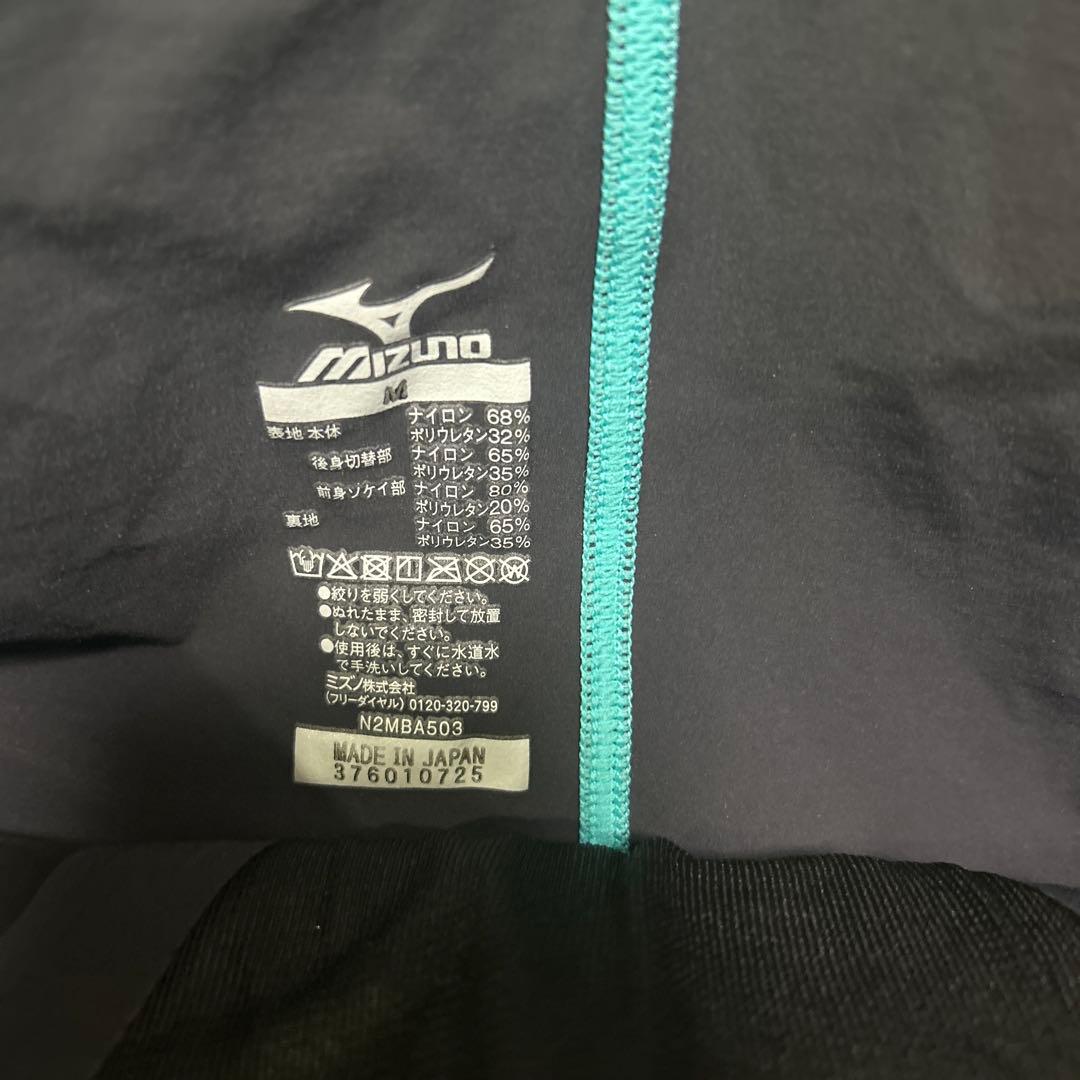 MIZUNO
M
表地 本体 ナイロン 68%
ポリウレタン32%
後身切替部 ナイロン 65%
ポリウレタン35%
前身ソケイ部 ナイロン 80%
ポリウレタン20%
裏地 ナイロン 65%
ポリウレタン35%
●絞りを弱くしてください。
●ぬれたまま、密封して放置
しないでください。
●使用後は、すぐに水道水
で手洗いしてください。
ミズノ株式会社
(フリーダイヤル) 0120-320-799
N2MBA503
MADE IN JAPAN
376010725